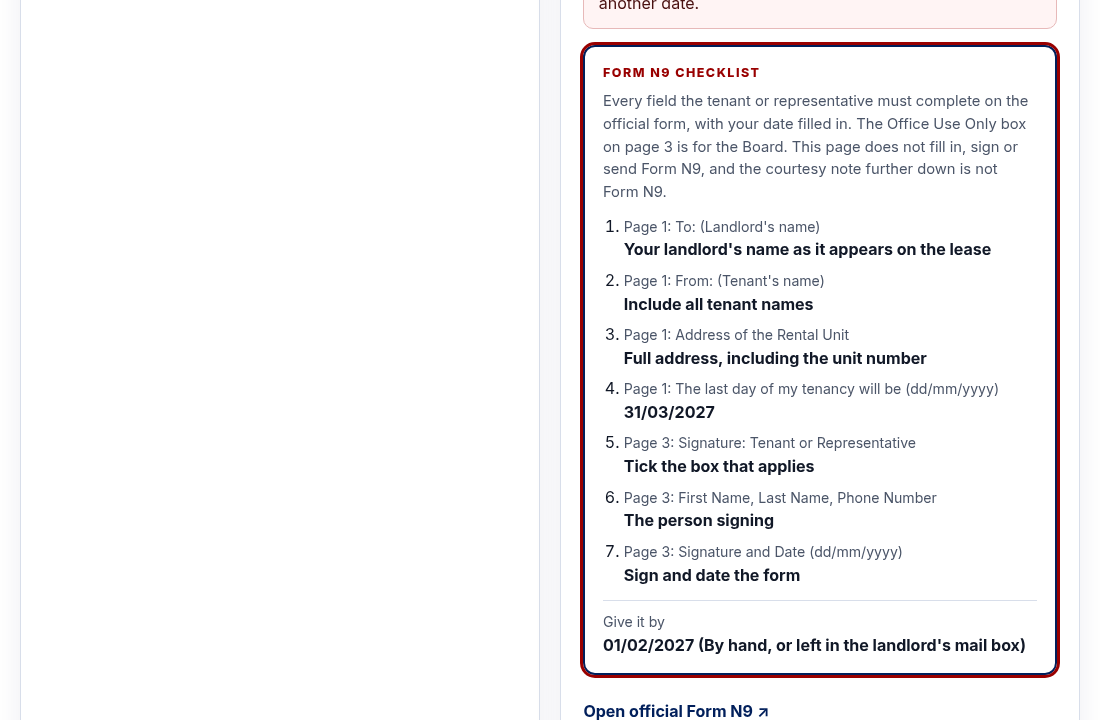 another date.
FORM N9 CHECKLIST
Every field the tenant or representative must complete on the
official form, with your date filled in. The Office Use Only box
on page 3 is for the Board. This page does not fill in, sign or
send Form N9, and the courtesy note further down is not
Form N9.
1. Page 1: To: (Landlord's name)
Your landlord's name as it appears on the lease
2. Page 1: From: (Tenant's name)
Include all tenant names
3. Page 1: Address of the Rental Unit
Full address, including the unit number
4. Page 1: The last day of my tenancy will be (dd/mm/yyyy)
31/03/2027
5. Page 3: Signature: Tenant or Representative
Tick the box that applies
6. Page 3: First Name, Last Name, Phone Number
The person signing
7. Page 3: Signature and Date (dd/mm/yyyy)
Sign and date the form
Give it by
01/02/2027 (By hand, or left in the landlord's mail box)
Open official Form N9 ↗